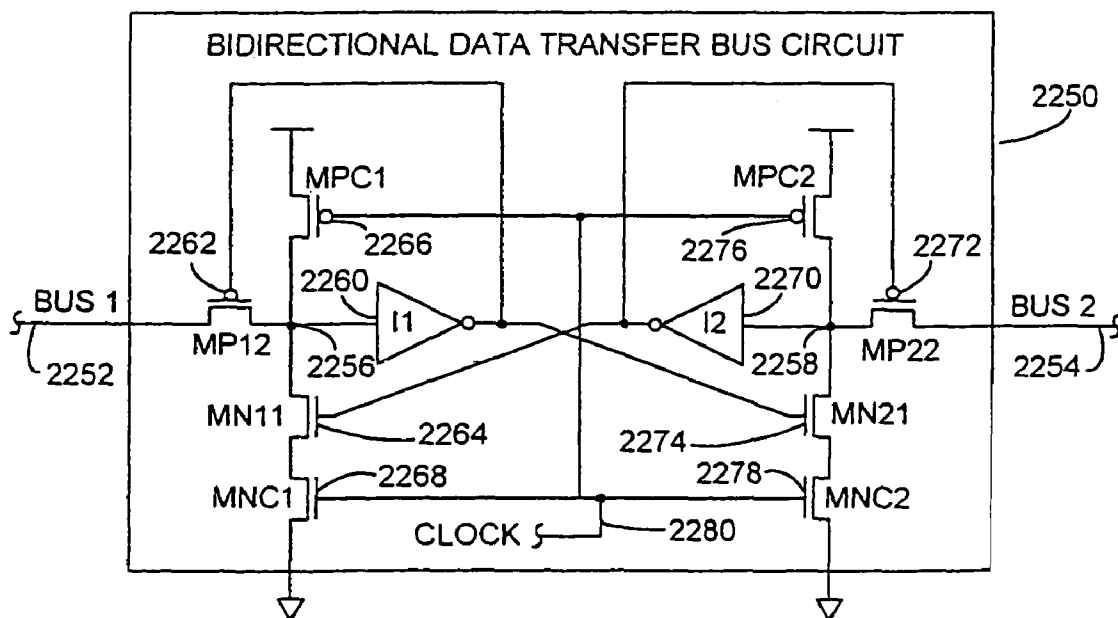 BIDIRECTIONAL DATA TRANSFER BUS CIRCUIT
2250
MPC1
MPC2
2262
2266
2276
2272
2260
2270
BUS 1
I1
I2
BUS 2
MP12
2256
2258
MP22
2252
2254
MN11
MN21
2264
2274
2268
2278
MNC1
MNC2
CLOCK
2280